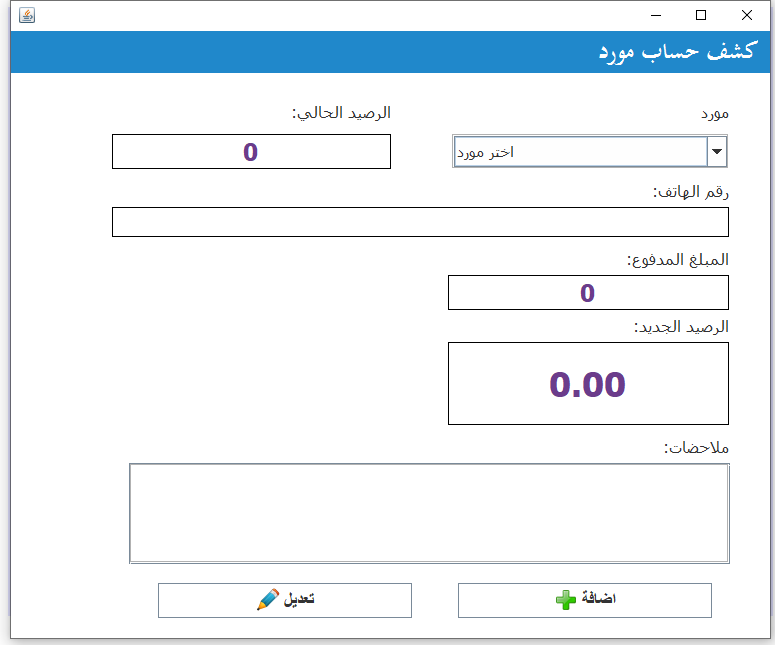 كشف حساب مورد
مورد
الرصيد الحالي:
اختر مورد
0
رقم الهاتف:
المبلغ المدفوع:
0
الرصيد الجديد:
0.00
ملاحضات:
اضافة
تعديل